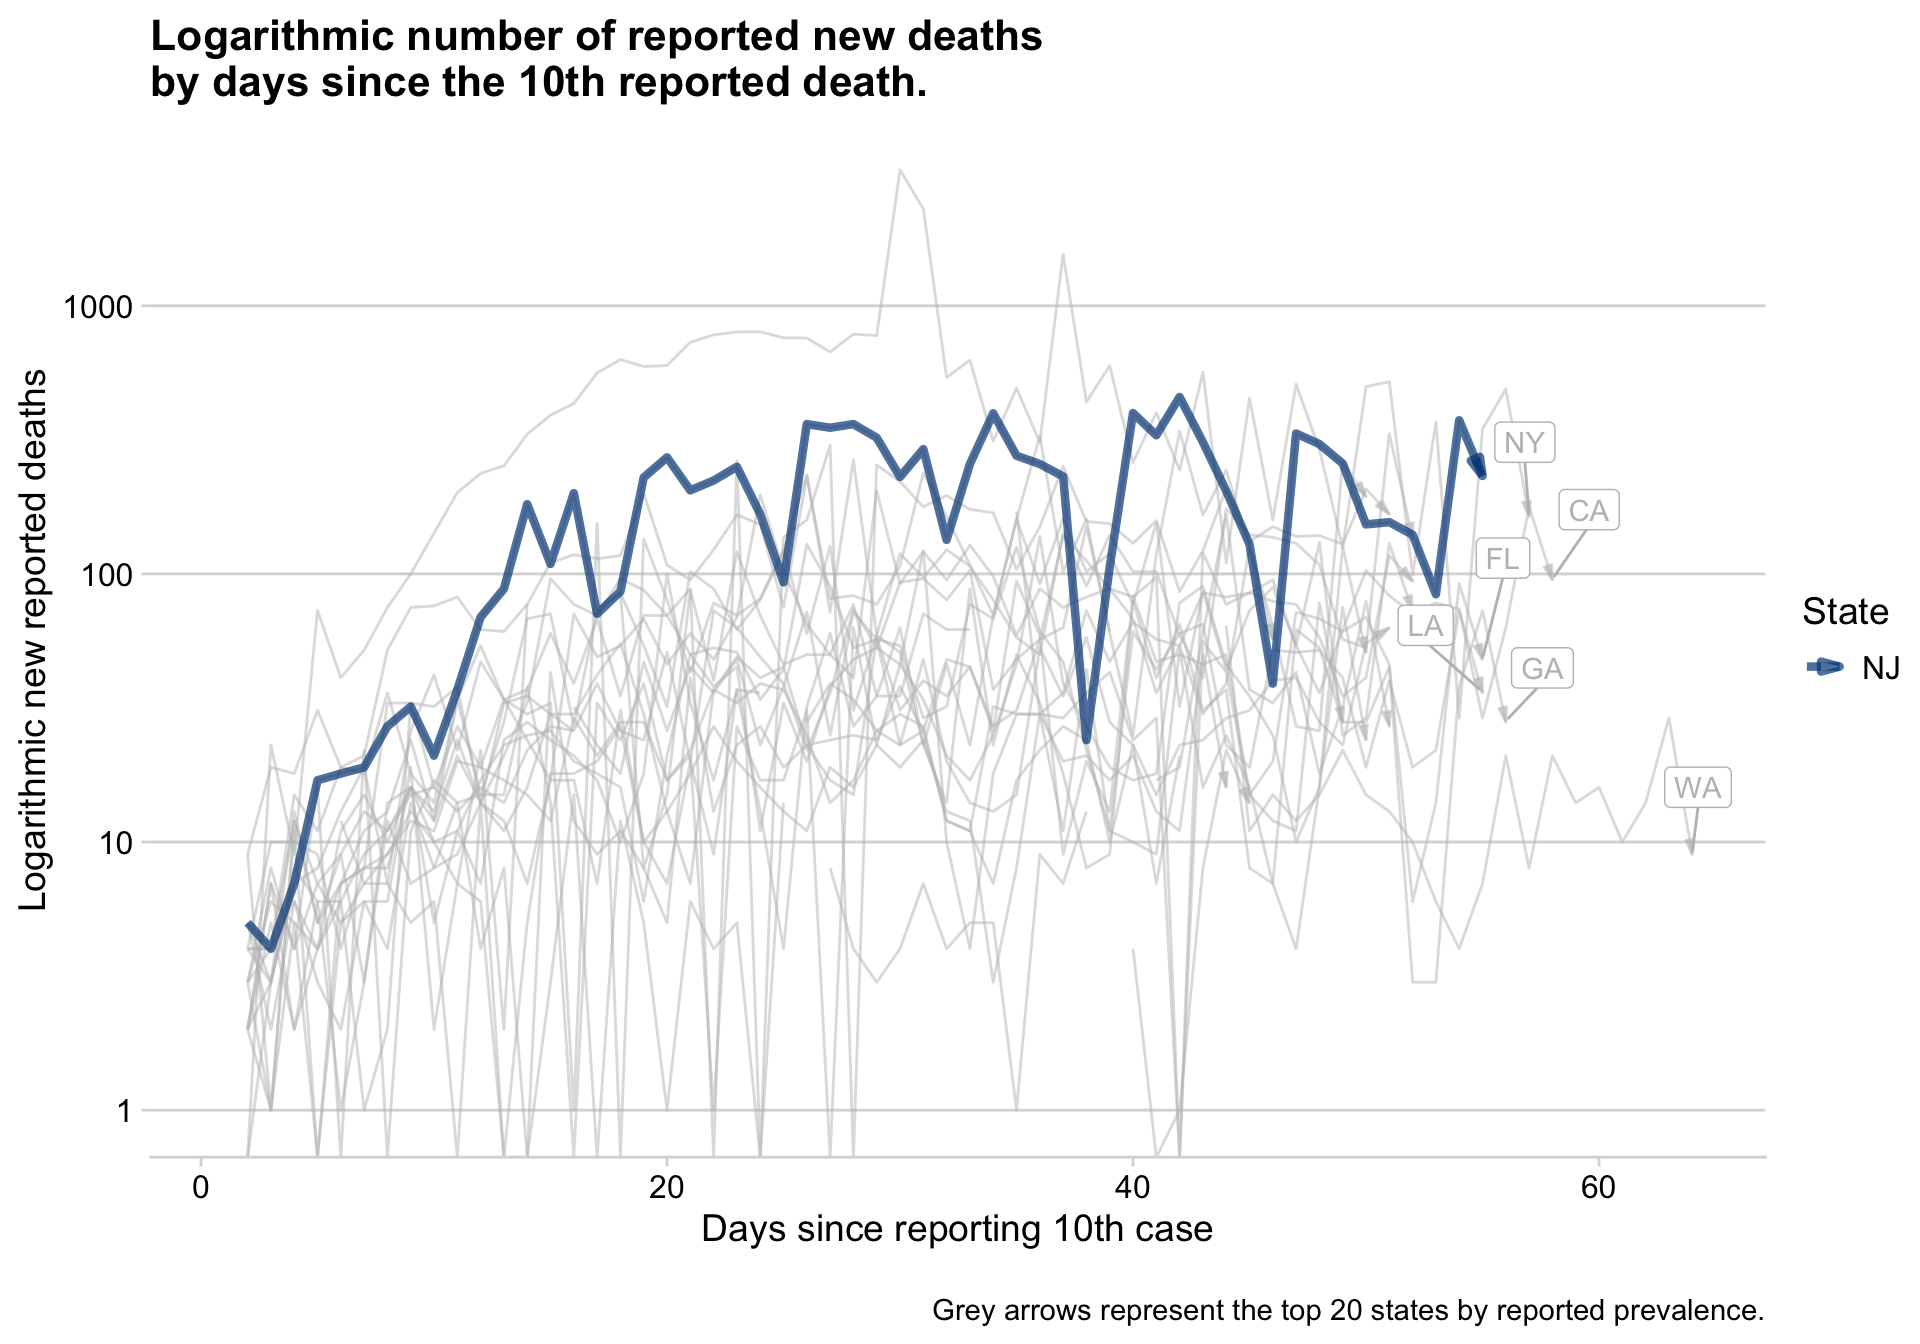 Logarithmic number of reported new deaths
by days since the 10th reported death.
Logarithmic new reported deaths
1000
100
10
1
NY
CA
FL
LA
GA
WA
State
NJ
0
20
40
60
Days since reporting 10th case
Grey arrows represent the top 20 states by reported prevalence.